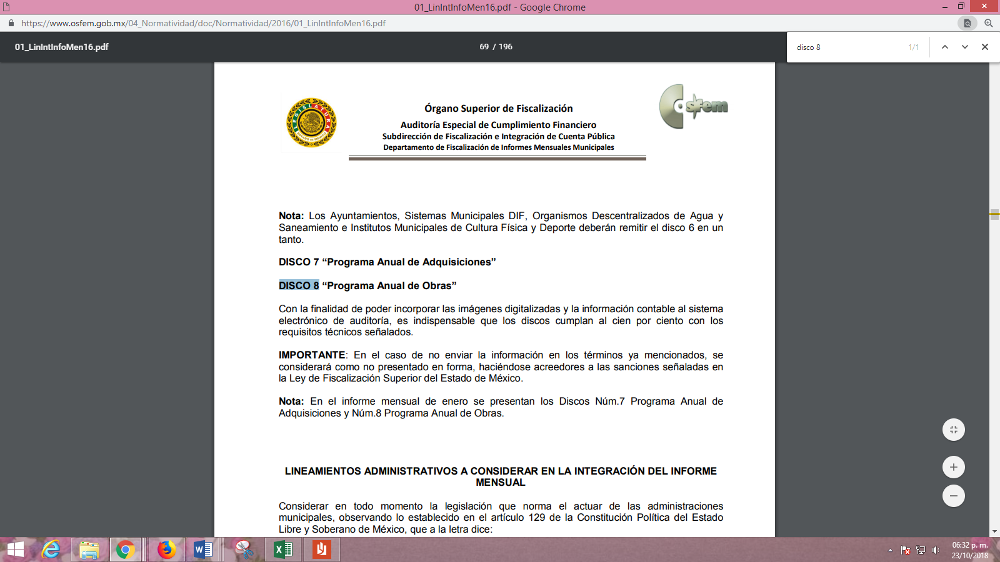 01_LinIntInfoMen16.pdf - Google Chrome
https://www.osfem.gob.mx/04_Normatividad/doc/Normatividad/2016/01_LinIntInfoMen16.pdf
01_LinIntInfoMen16.pdf
69 / 196
disco 8
1/1
LEGISLATURA
ESTADO DE MÉXICO
Órgano Superior de Fiscalización
Auditoría Especial de Cumplimiento Financiero
Subdirección de Fiscalización e Integración de Cuenta Pública
Departamento de Fiscalización de Informes Mensuales Municipales
Osfem
Nota: Los Ayuntamientos, Sistemas Municipales DIF, Organismos Descentralizados de Agua y
Saneamiento e Institutos Municipales de Cultura Física y Deporte deberán remitir el disco 6 en un
tanto.
DISCO 7 “Programa Anual de Adquisiciones”
DISCO 8 “Programa Anual de Obras”
Con la finalidad de poder incorporar las imágenes digitalizadas y la información contable al sistema
electrónico de auditoría, es indispensable que los discos cumplan al cien por ciento con los
requisitos técnicos señalados.
IMPORTANTE: En el caso de no enviar la información en los términos ya mencionados, se
considerará como no presentado en forma, haciéndose acreedores a las sanciones señaladas en
la Ley de Fiscalización Superior del Estado de México.
Nota: En el informe mensual de enero se presentan los Discos Núm.7 Programa Anual de
Adquisiciones y Núm.8 Programa Anual de Obras.
LINEAMIENTOS ADMINISTRATIVOS A CONSIDERAR EN LA INTEGRACIÓN DEL INFORME
MENSUAL
Considerar en todo momento la legislación que norma el actuar de las administraciones
municipales, observando lo establecido en el artículo 129 de la Constitución Política del Estado
Libre y Soberano de México, que a la letra dice:
06:32 p. m.
23/10/2018